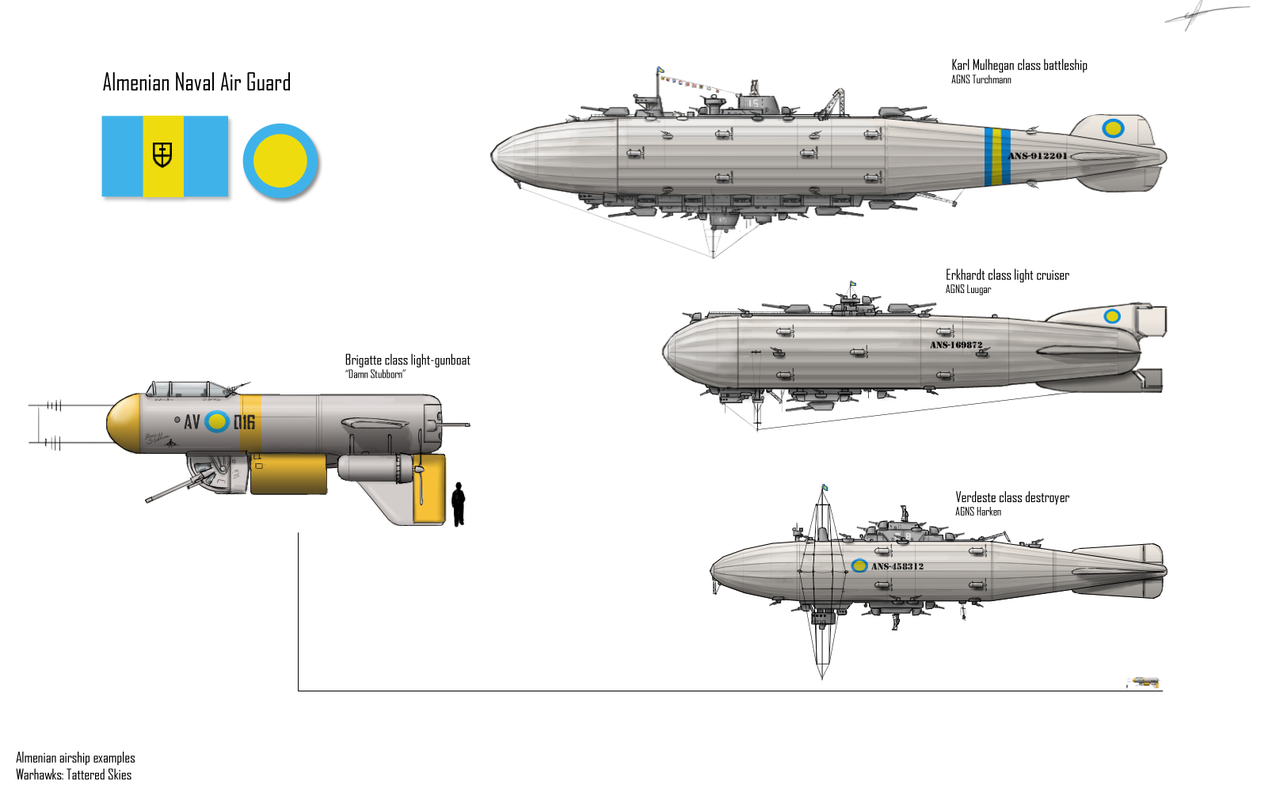 Almenian Naval Air Guard
Karl Mulhegan class battleship
AGNS Turchmann
ANS-912201
Erkhardt class light cruiser
AGNS Luugar
ANS-169872
Brigatte class light-gunboat
"Damn Stubborn"
AV 016
Verdeste class destroyer
AGNS Harken
ANS-458312
Almenian airship examples
Warhawks: Tattered Skies